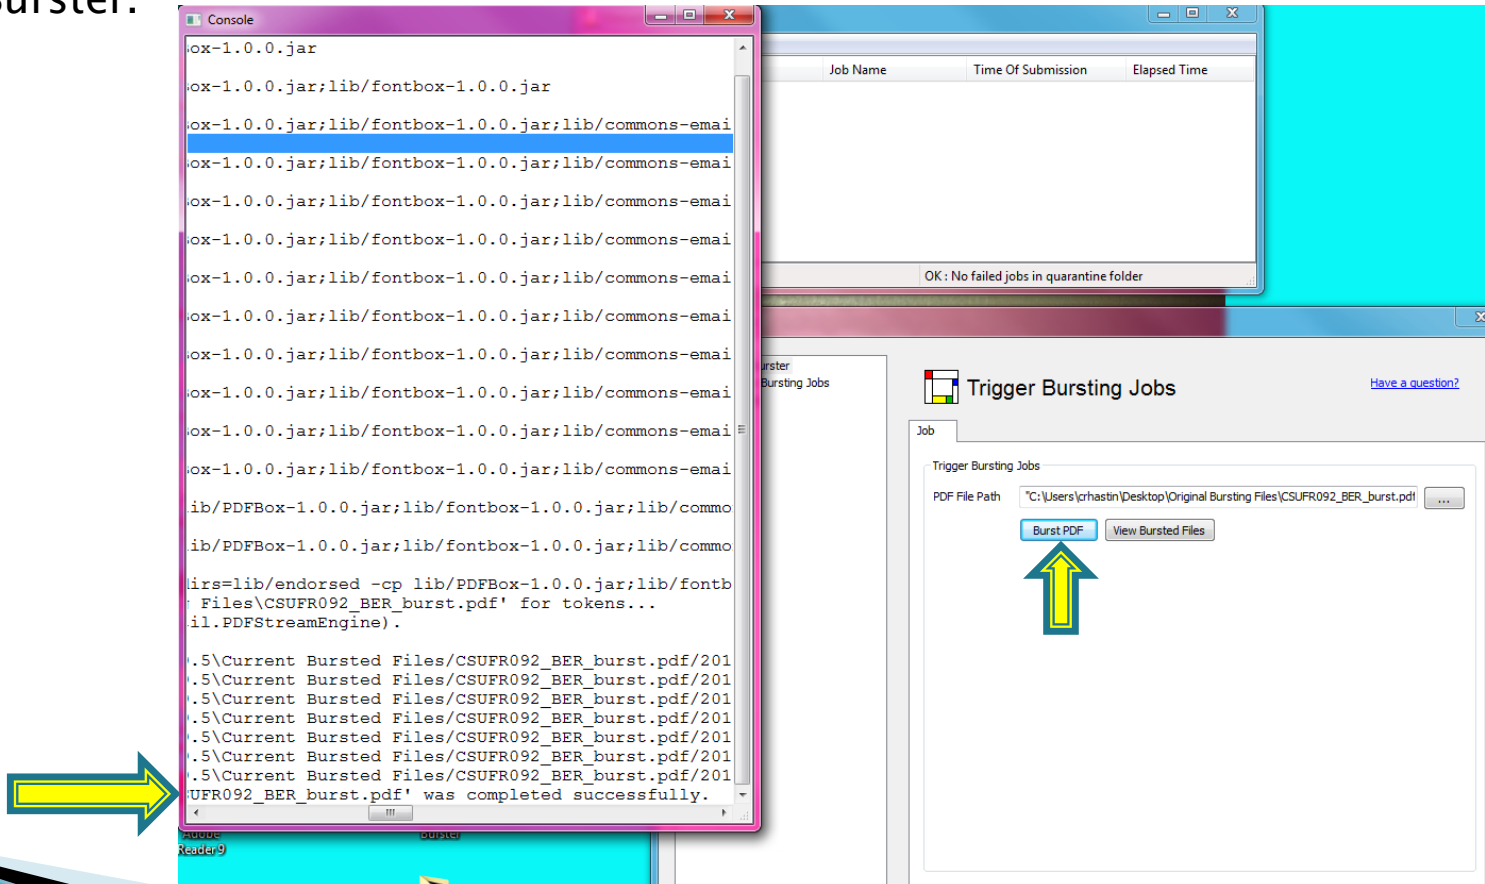 Burster.
Console
ox-1.0.0.jar
ox-1.0.0.jar;lib/fontbox-1.0.0.jar
ox-1.0.0.jar;lib/fontbox-1.0.0.jar;lib/commons-emai
ox-1.0.0.jar;lib/fontbox-1.0.0.jar;lib/commons-emai
ox-1.0.0.jar;lib/fontbox-1.0.0.jar;lib/commons-emai
ox-1.0.0.jar;lib/fontbox-1.0.0.jar;lib/commons-emai
ox-1.0.0.jar;lib/fontbox-1.0.0.jar;lib/commons-emai
ox-1.0.0.jar;lib/fontbox-1.0.0.jar;lib/commons-emai
ox-1.0.0.jar;lib/fontbox-1.0.0.jar;lib/commons-emai
ox-1.0.0.jar;lib/fontbox-1.0.0.jar;lib/commons-emai
ox-1.0.0.jar;lib/fontbox-1.0.0.jar;lib/commons-emai
ox-1.0.0.jar;lib/fontbox-1.0.0.jar;lib/commons-emai
ib/PDFBox-1.0.0.jar;lib/fontbox-1.0.0.jar;lib/commo
ib/PDFBox-1.0.0.jar;lib/fontbox-1.0.0.jar;lib/commo
dirs=lib/endorsed -cp lib/PDFBox-1.0.0.jar;lib/fontb
Files\CSUFR092_BER_burst.pdf' for tokens...
il.PDFStreamEngine).
.5\Current Bursted Files/CSUFR092_BER_burst.pdf/201
.5\Current Bursted Files/CSUFR092_BER_burst.pdf/201
.5\Current Bursted Files/CSUFR092_BER_burst.pdf/201
.5\Current Bursted Files/CSUFR092_BER_burst.pdf/201
.5\Current Bursted Files/CSUFR092_BER_burst.pdf/201
.5\Current Bursted Files/CSUFR092_BER_burst.pdf/201
.5\Current Bursted Files/CSUFR092_BER_burst.pdf/201
UFR092_BER_burst.pdf' was completed successfully.
Adobe
Reader 9
Burster
Job Name Time Of Submission Elapsed Time
OK : No failed jobs in quarantine folder
urster
Bursting Jobs
Trigger Bursting Jobs
Have a question?
Job
Trigger Bursting Jobs
PDF File Path "C:\Users\crhastin\Desktop\Original Bursting Files\CSUFR092_BER_burst.pdf ...
Burst PDF View Bursted Files